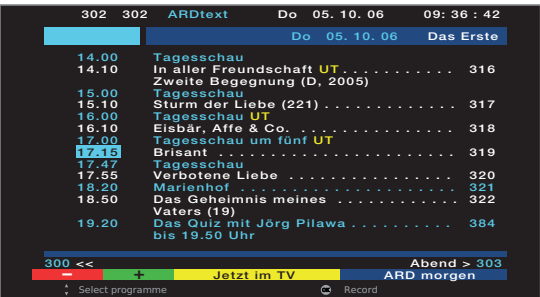 302 302 ARDtext Do 05. 10. 06 09: 36 : 42
Do 05. 10. 06 Das Erste
14.00 Tagesschau
14.10 In aller Freundschaft UT. . . . . . . . . . . 316
Zweite Begegnung (D, 2005)
15.00 Tagesschau
15.10 Sturm der Liebe (221) . . . . . . . . . . . . . 317
16.00 Tagesschau UT
16.10 Eisbär, Affe & Co. . . . . . . . . . . . . . . . 318
17.00 Tagesschau um fünf UT
17.15 Brisant . . . . . . . . . . . . . . . . . . . . . . 319
17.47 Tagesschau
17.55 Verbotene Liebe . . . . . . . . . . . . . . . . 320
18.20 Marienhof . . . . . . . . . . . . . . . . . . . . 321
18.50 Das Geheimnis meines . . . . . . . . . . . 322
Vaters (19)
19.20 Das Quiz mit Jörg Pilawa . . . . . . . . . . 384
bis 19.50 Uhr
300 << Abend > 303
– + Jetzt im TV ARD morgen
Select programme Record